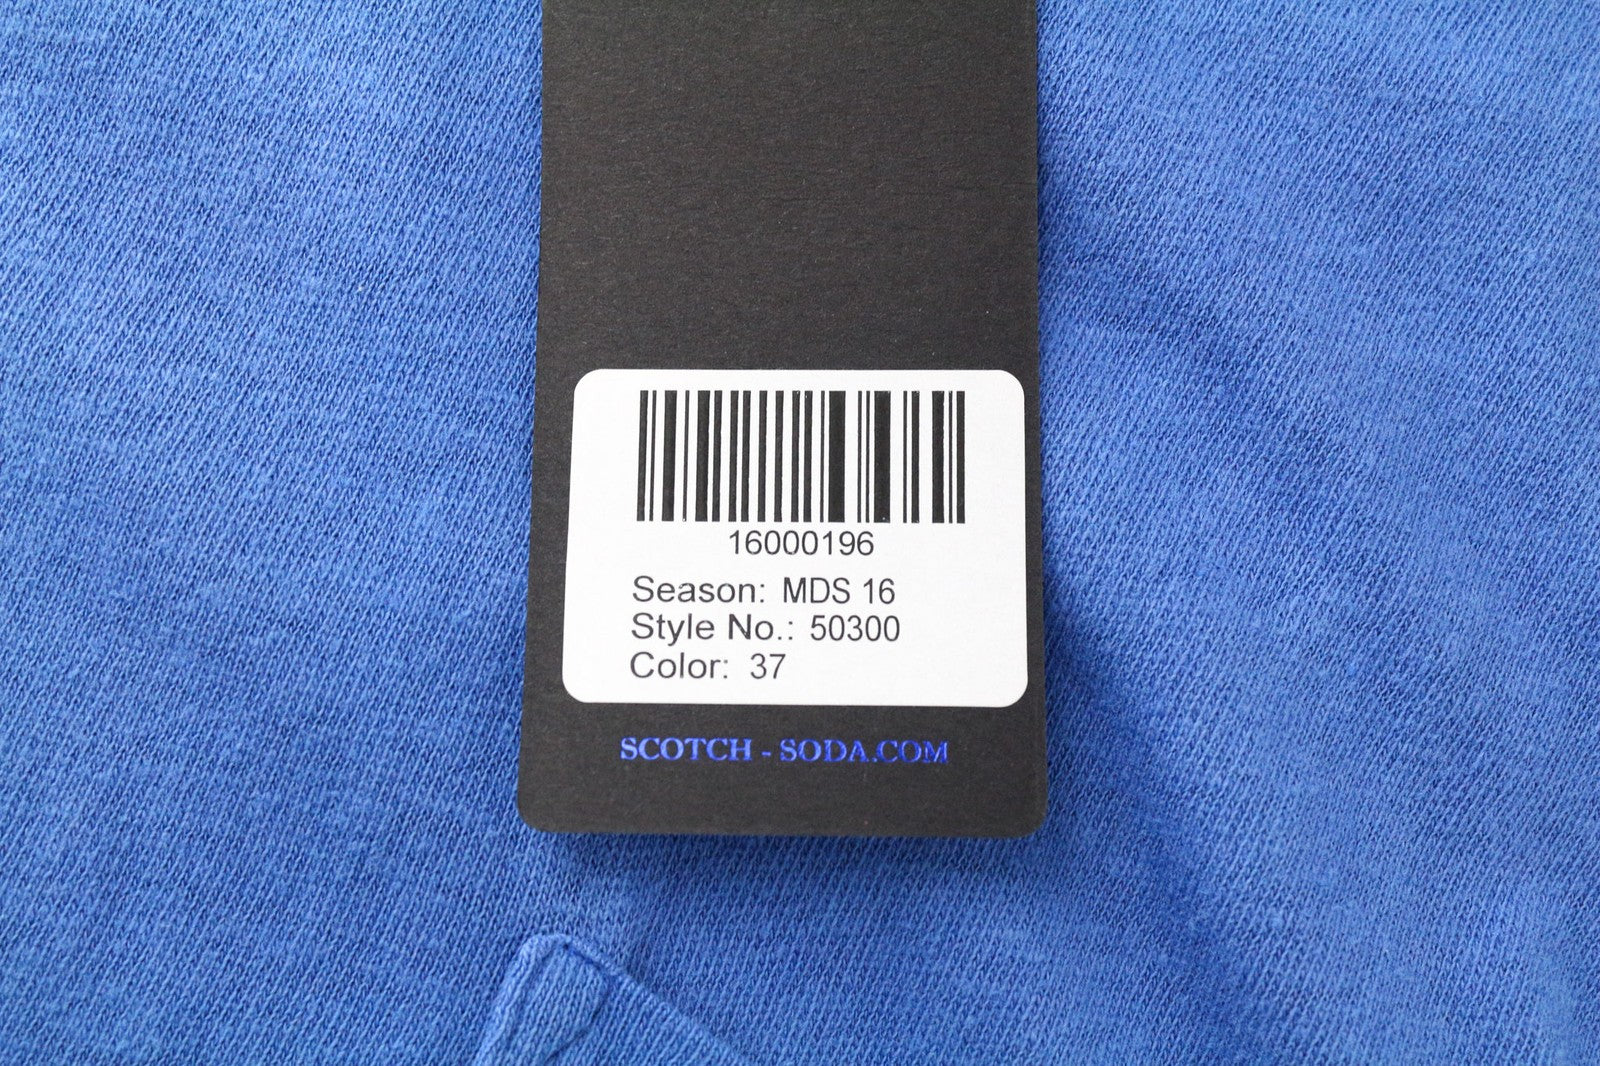 16000196
Season: MDS 16
Style No.: 50300
Color: 37
SCOTCH - SODA.COM